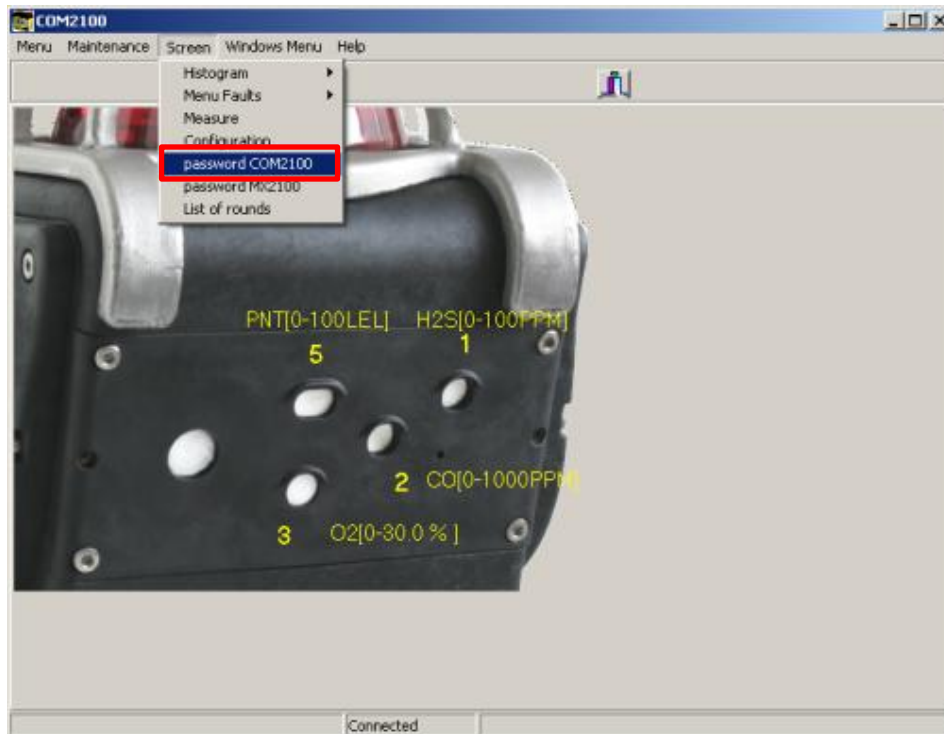 COM2100
Menu Maintenance Screen Windows Menu Help
Histogram
Menu Faults
Measure
Configuration
password COM2100
password MX2100
List of rounds
PNT[0-100LEL] H2S[0-100PPM]
5 1
2 CO[0-1000PPM]
3 O2[0-30.0 % ]
Connected